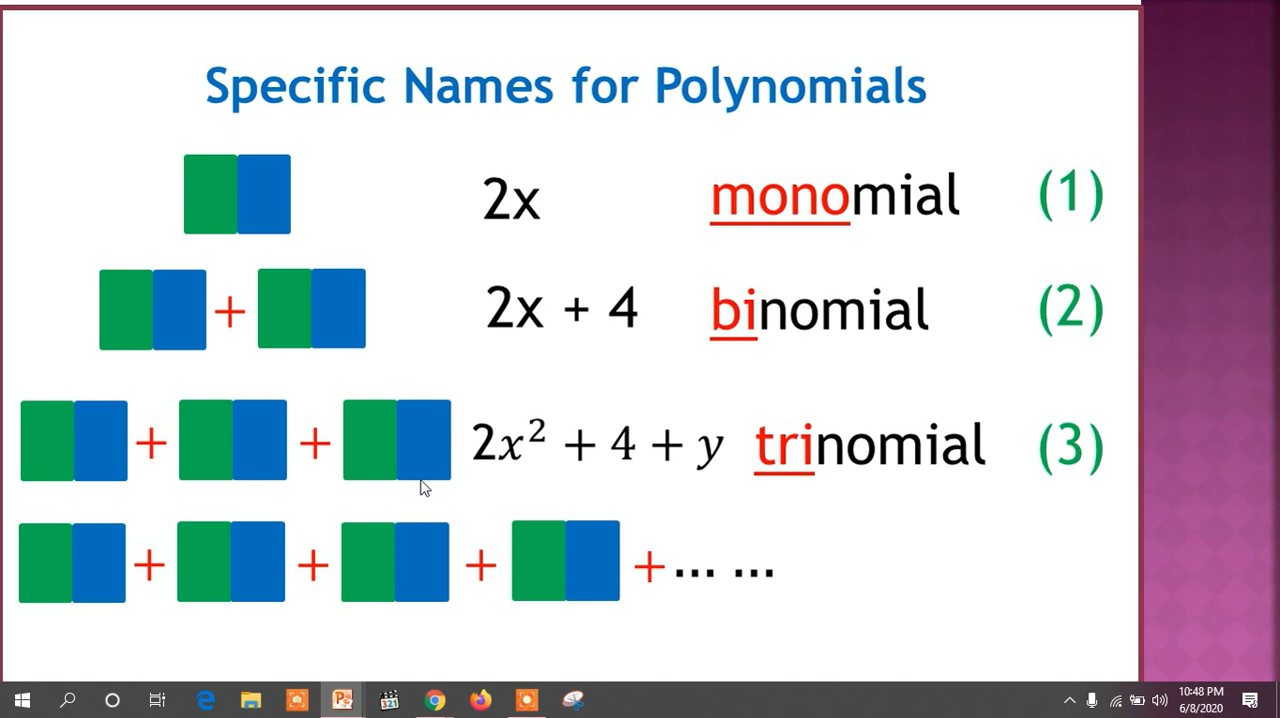 Specific Names for Polynomials
2x monomial (1)
+ 2x + 4 binomial (2)
+ + 2x² + 4 + y trinomial (3)
+ + + + ... ...
10:48 PM
6/8/2020